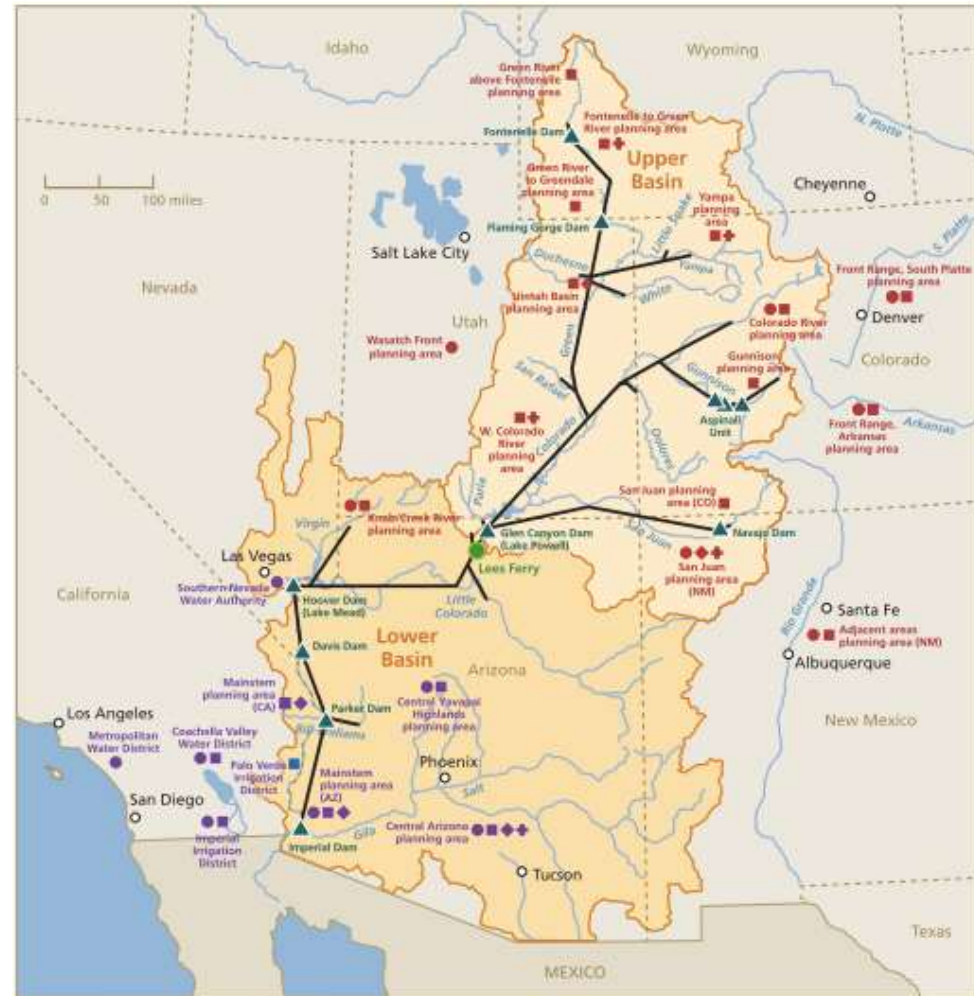 Idaho
Wyoming
Green River
above Fontenelle
planning area
Fontenelle to Green
River planning area
Fontenelle Dam
N. Platte
Upper
Basin
Green River
to Greendale
planning area
Cheyenne
0 50 100 miles
Yampa
planning
area
Little Snake
Flaming Gorge Dam
S. Platte
Salt Lake City
Duchesne
Yampa
Front Range, South Platte
planning area
Nevada
White
Uintah Basin
planning area
Denver
Utah
Colorado River
planning area
Wasatch Front
planning area
Green
Colorado
Gunnison
planning area
San Rafael
Gunnison
Aspinall
Unit
Arkansas
W. Colorado
River
planning
area
Colorado
Front Range,
Arkansas
planning area
Dolores
Paria
San Juan planning
area (CO)
Virgin
Kanab Creek River
planning area
Glen Canyon Dam
(Lake Powell)
San Juan
Navajo Dam
Las Vegas
Lees Ferry
San Juan
planning area
(NM)
Southern Nevada
Water Authority
California
Hoover Dam
(Lake Mead)
Little
Colorado
Rio Grande
Santa Fe
Adjacent areas
planning area (NM)
Lower
Basin
Davis Dam
Arizona
Albuquerque
Mainstem
planning area
(CA)
Central Yavapai
Highlands
planning area
Parker Dam
Los Angeles
New Mexico
Bill Williams
Metropolitan
Water District
Coachella Valley
Water District
Palo Verde
Irrigation
District
Mainstem
planning area
(AZ)
Phoenix
Salt
San Diego
Gila
Central Arizona
planning area
Imperial
Irrigation
District
Imperial Dam
Tucson
Texas
MEXICO